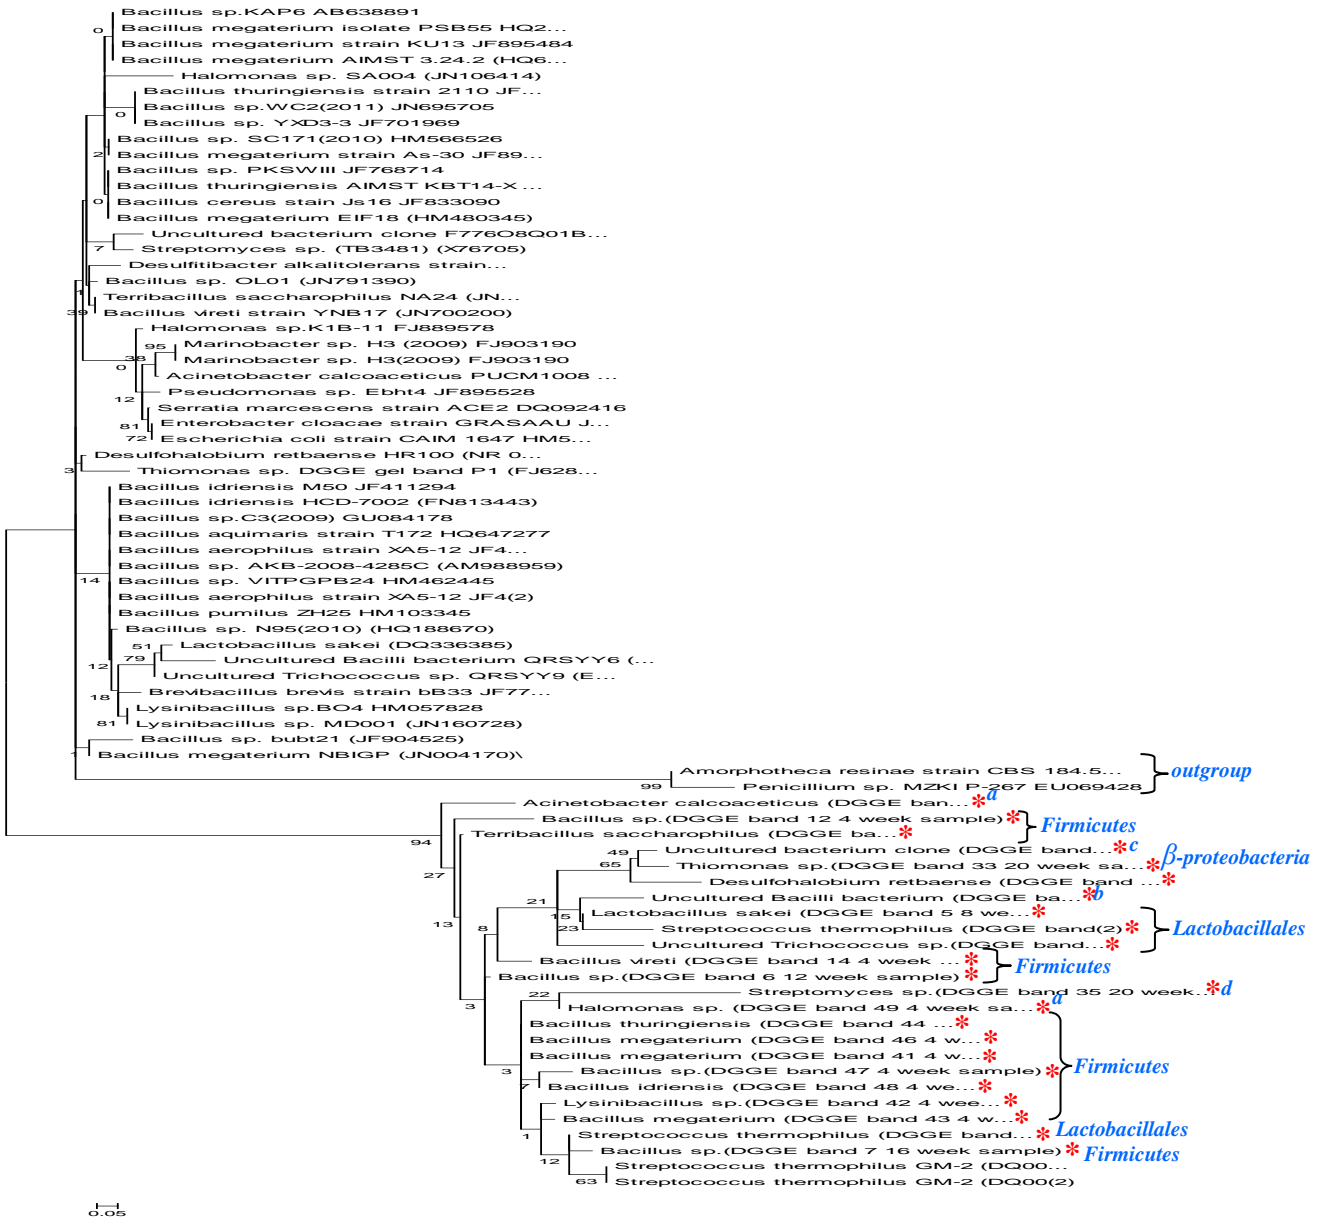 Bacillus sp.KAP6 AB638891
0
Bacillus megaterium isolate PSB55 HQ2...
Bacillus megaterium strain KU13 JF895484
Bacillus megaterium AIMST 3.24.2 (HQ6...
Halomonas sp. SA004 (JN106414)
Bacillus thuringiensis strain 2110 JF...
Bacillus sp.WC2(2011) JN695705
0
Bacillus sp. YXD3-3 JF701969
Bacillus sp. SC171(2010) HM566526
2
Bacillus megaterium strain As-30 JF89...
Bacillus sp. PKSWIII JF768714
Bacillus thuringiensis AIMST KBT14-X ...
0
Bacillus cereus stain Js16 JF833090
Bacillus megaterium EIF18 (HM480345)
Uncultured bacterium clone F776O8Q01B...
7
Streptomyces sp. (TB3481) (X76705)
Desulfitibacter alkalitolerans strain...
Bacillus sp. OL01 (JN791390)
1
Terribacillus saccharophilus NA24 (JN...
39
Bacillus vireti strain YNB17 (JN700200)
Halomonas sp.K1B-11 FJ889578
95
Marinobacter sp. H3 (2009) FJ903190
38
Marinobacter sp. H3(2009) FJ903190
0
Acinetobacter calcoaceticus PUCM1008 ...
Pseudomonas sp. Ebht4 JF895528
12
Serratia marcescens strain ACE2 DQ092416
81
Enterobacter cloacae strain GRASAAU J...
72
Escherichia coli strain CAIM 1647 HM5...
Desulfohalobium retbaense HR100 (NR 0...
3
Thiomonas sp. DGGE gel band P1 (FJ628...
Bacillus idriensis M50 JF411294
Bacillus idriensis HCD-7002 (FN813443)
Bacillus sp.C3(2009) GU084178
Bacillus aquimaris strain T172 HQ647277
Bacillus aerophilus strain XA5-12 JF4...
Bacillus sp. AKB-2008-4285C (AM988959)
14
Bacillus sp. VITPGPB24 HM462445
Bacillus aerophilus strain XA5-12 JF4(2)
Bacillus pumilus ZH25 HM103345
Bacillus sp. N95(2010) (HQ188670)
51
Lactobacillus sakei (DQ336385)
79
Uncultured Bacilli bacterium QRSYY6 (...
12
Uncultured Trichococcus sp. QRSYY9 (E...
Brevibacillus brevis strain bB33 JF77...
18
Lysinibacillus sp.BO4 HM057828
81
Lysinibacillus sp. MD001 (JN160728)
Bacillus sp. bubt21 (JF904525)
1
Bacillus megaterium NBIGP (JN004170)\
Amorphotheca resinae strain CBS 184.5...
outgroup
99
Penicillium sp. MZKI P-267 EU069428
Acinetobacter calcoaceticus (DGGE ban... * a
Bacillus sp.(DGGE band 12 4 week sample) *
Firmicutes
Terribacillus saccharophilus (DGGE ba... *
94
Uncultured bacterium clone (DGGE band... * c
49
Thiomonas sp.(DGGE band 33 20 week sa... * β-proteobacteria
65
27
Desulfohalobium retbaense (DGGE band ... *
Uncultured Bacilli bacterium (DGGE ba... * b
21
Lactobacillus sakei (DGGE band 5 8 we... *
15
13
8
23
Streptococcus thermophilus (DGGE band(2) *
Lactobacillales
Uncultured Trichococcus sp.(DGGE band... *
Bacillus vireti (DGGE band 14 4 week ... *
Firmicutes
Bacillus sp.(DGGE band 6 12 week sample) *
22
Streptomyces sp.(DGGE band 35 20 week... * d
3
Halomonas sp. (DGGE band 49 4 week sa... * a
Bacillus thuringiensis (DGGE band 44 ... *
Bacillus megaterium (DGGE band 46 4 w... *
Bacillus megaterium (DGGE band 41 4 w... *
3
Bacillus sp.(DGGE band 47 4 week sample) *
Firmicutes
7
Bacillus idriensis (DGGE band 48 4 we... *
Lysinibacillus sp.(DGGE band 42 4 wee... *
Bacillus megaterium (DGGE band 43 4 w... *
1
Streptococcus thermophilus (DGGE band... * Lactobacillales
Bacillus sp.(DGGE band 7 16 week sample) * Firmicutes
12
Streptococcus thermophilus GM-2 (DQ00...
63
Streptococcus thermophilus GM-2 (DQ00(2)
0.05